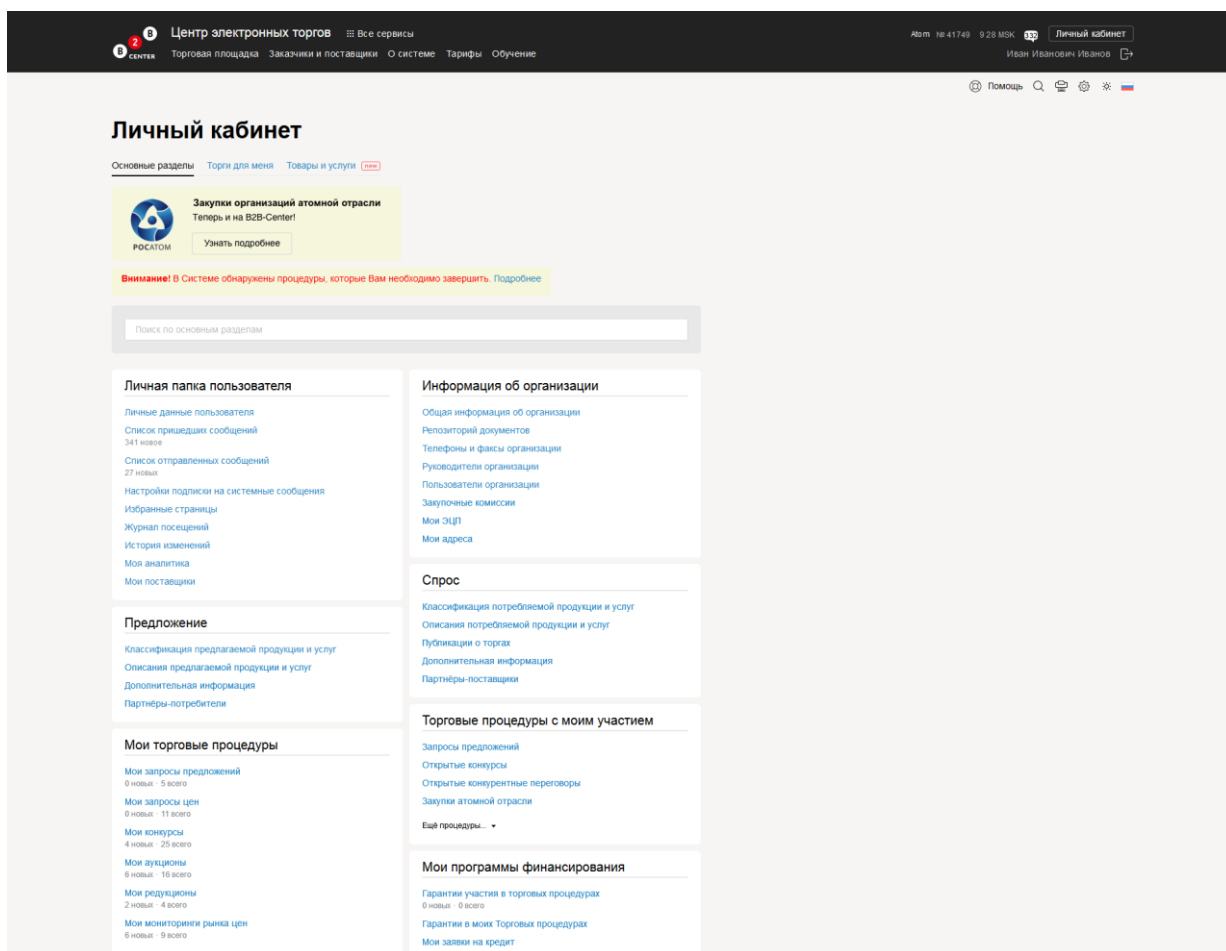 B 2 B CENTER
Центр электронных торгов Все сервисы
Торговая площадка Заказчики и поставщики О системе Тарифы Обучение
Atom № 41749 9 28 MSK 332 Личный кабинет
Иван Иванович Иванов
Помощь
Личный кабинет
Основные разделы Торги для меня Товары и услуги new
РОСАТОМ
Закупки организаций атомной отрасли
Теперь и на B2B-Center!
Узнать подробнее
Внимание! В Системе обнаружены процедуры, которые Вам необходимо завершить. Подробнее
Поиск по основным разделам
Личная папка пользователя
Личные данные пользователя
Список пришедших сообщений
341 новое
Список отправленных сообщений
27 новых
Настройки подписки на системные сообщения
Избранные страницы
Журнал посещений
История изменений
Моя аналитика
Мои поставщики
Предложение
Классификация предлагаемой продукции и услуг
Описания предлагаемой продукции и услуг
Дополнительная информация
Партнёры-потребители
Мои торговые процедуры
Мои запросы предложений
0 новых · 5 всего
Мои запросы цен
0 новых · 11 всего
Мои конкурсы
4 новых · 25 всего
Мои аукционы
6 новых · 16 всего
Мои редукционы
2 новых · 4 всего
Мои мониторинги рынка цен
6 новых · 9 всего
Информация об организации
Общая информация об организации
Репозиторий документов
Телефоны и факсы организации
Руководители организации
Пользователи организации
Закупочные комиссии
Мои ЭЦП
Мои адреса
Спрос
Классификация потребляемой продукции и услуг
Описания потребляемой продукции и услуг
Публикации о торгах
Дополнительная информация
Партнёры-поставщики
Торговые процедуры с моим участием
Запросы предложений
Открытые конкурсы
Открытые конкурентные переговоры
Закупки атомной отрасли
Ещё процедуры...
Мои программы финансирования
Гарантии участия в торговых процедурах
0 новых · 0 всего
Гарантии в моих Торговых процедурах
Мои заявки на кредит